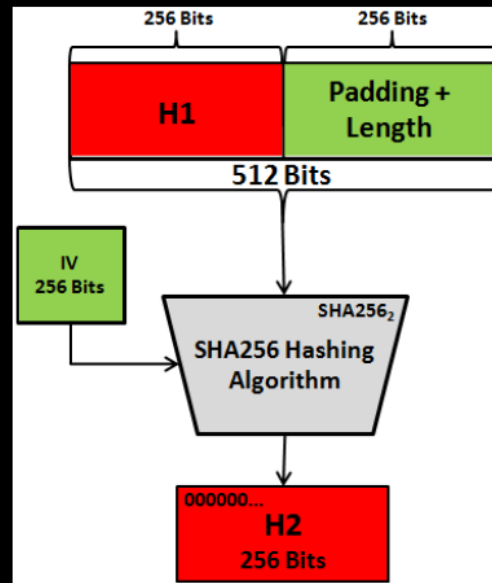 256 Bits
256 Bits
H1
Padding +
Length
512 Bits
IV
256 Bits
SHA256₂
SHA256 Hashing
Algorithm
000000...
H2
256 Bits